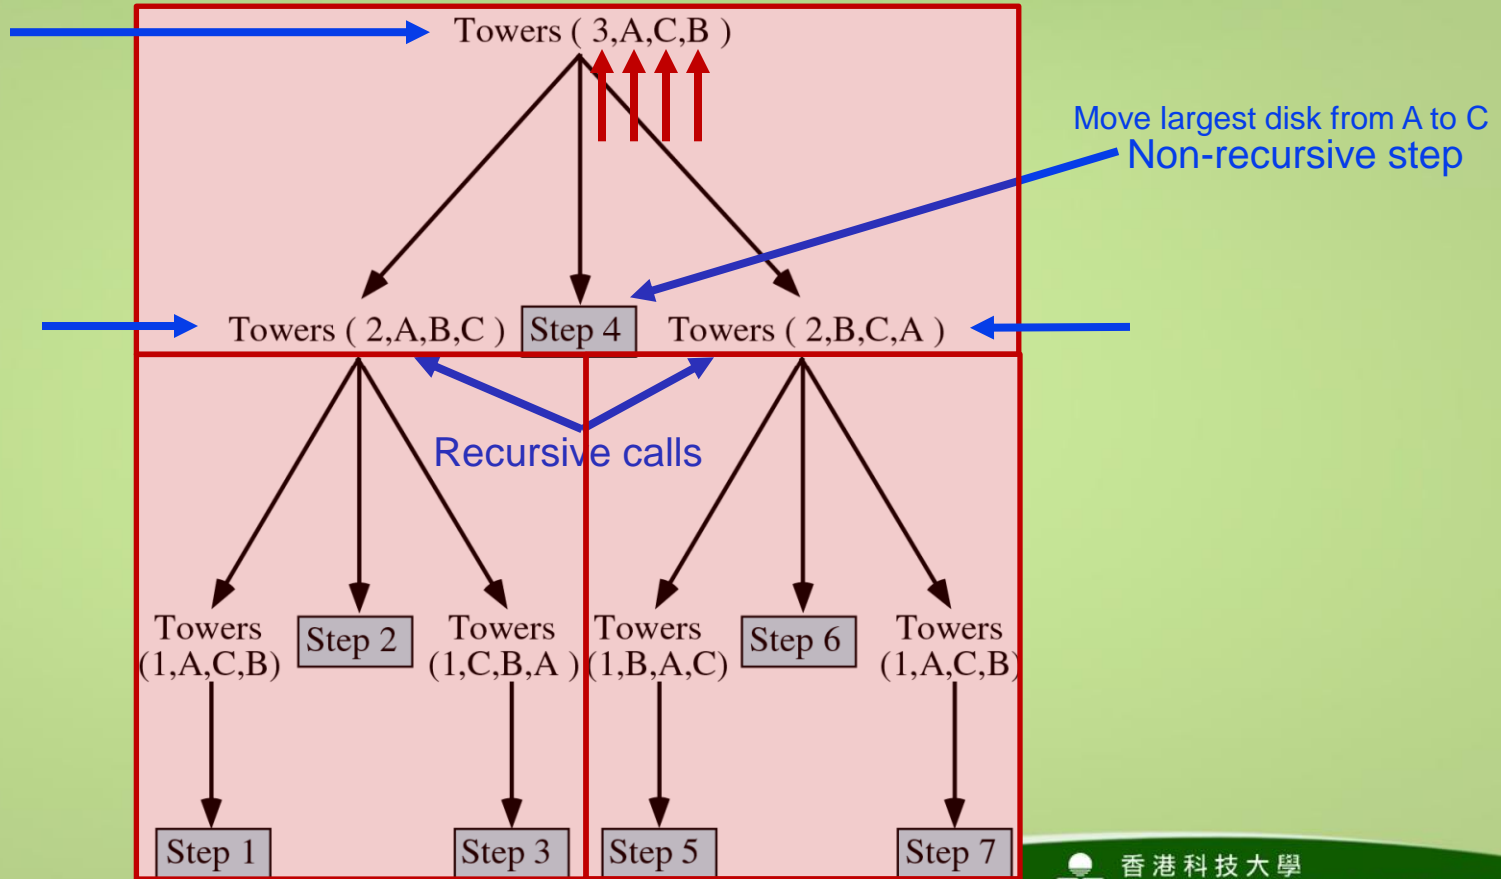 Towers ( 3,A,C,B )
Move largest disk from A to C
Non-recursive step
Towers ( 2,A,B,C )
Step 4
Towers ( 2,B,C,A )
Recursive calls
Towers
(1,A,C,B)
Step 2
Towers
(1,C,B,A )
Towers
(1,B,A,C)
Step 6
Towers
(1,A,C,B)
Step 1
Step 3
Step 5
Step 7
香港科技大學